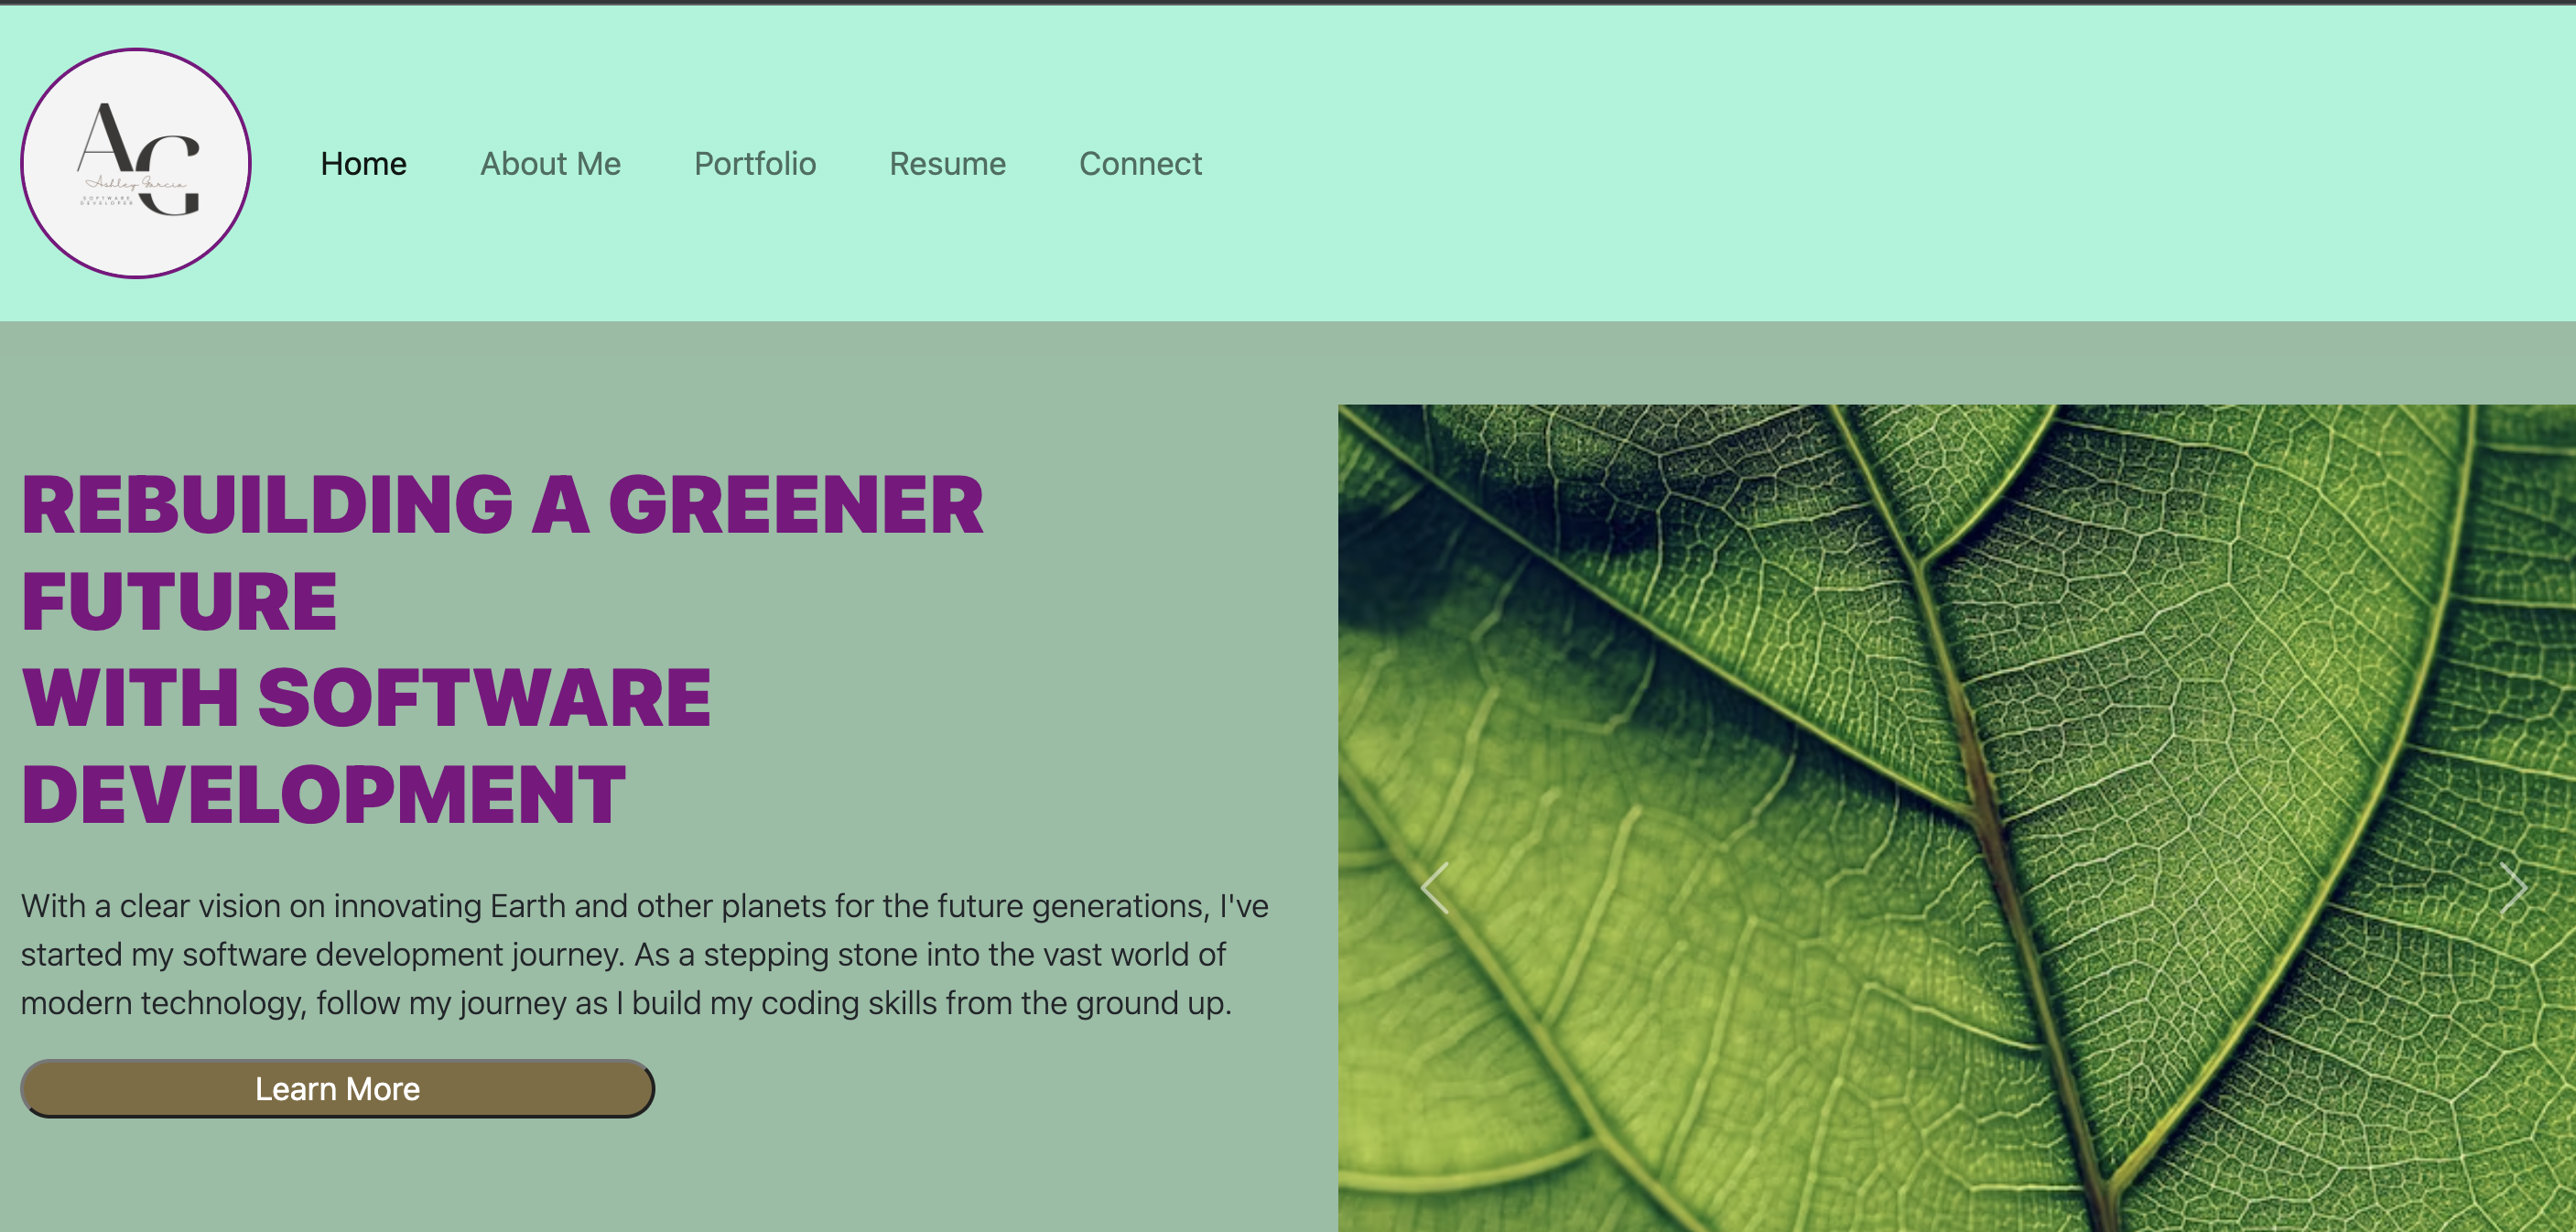 AG
Ashley Garcia
SOFTWARE
DEVELOPER
Home
About Me
Portfolio
Resume
Connect
REBUILDING A GREENER
FUTURE
WITH SOFTWARE
DEVELOPMENT
With a clear vision on innovating Earth and other planets for the future generations, I've
started my software development journey. As a stepping stone into the vast world of
modern technology, follow my journey as I build my coding skills from the ground up.
Learn More